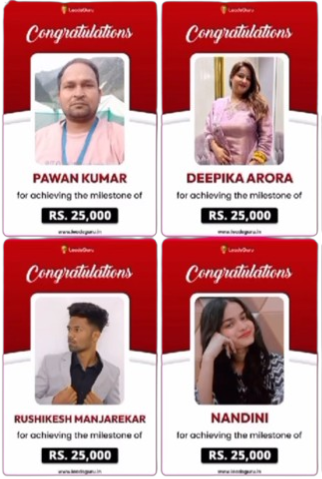 LeadsGuru
Congratulations
PAWAN KUMAR
for achieving the milestone of
RS. 25,000
www.leadsguru.in
LeadsGuru
Congratulations
DEEPIKA ARORA
for achieving the milestone of
RS. 25,000
www.leadsguru.in
LeadsGuru
Congratulations
RUSHIKESH MANJAREKAR
for achieving the milestone of
RS. 25,000
www.leadsguru.in
LeadsGuru
Congratulations
NANDINI
for achieving the milestone of
RS. 25,000
www.leadsguru.in